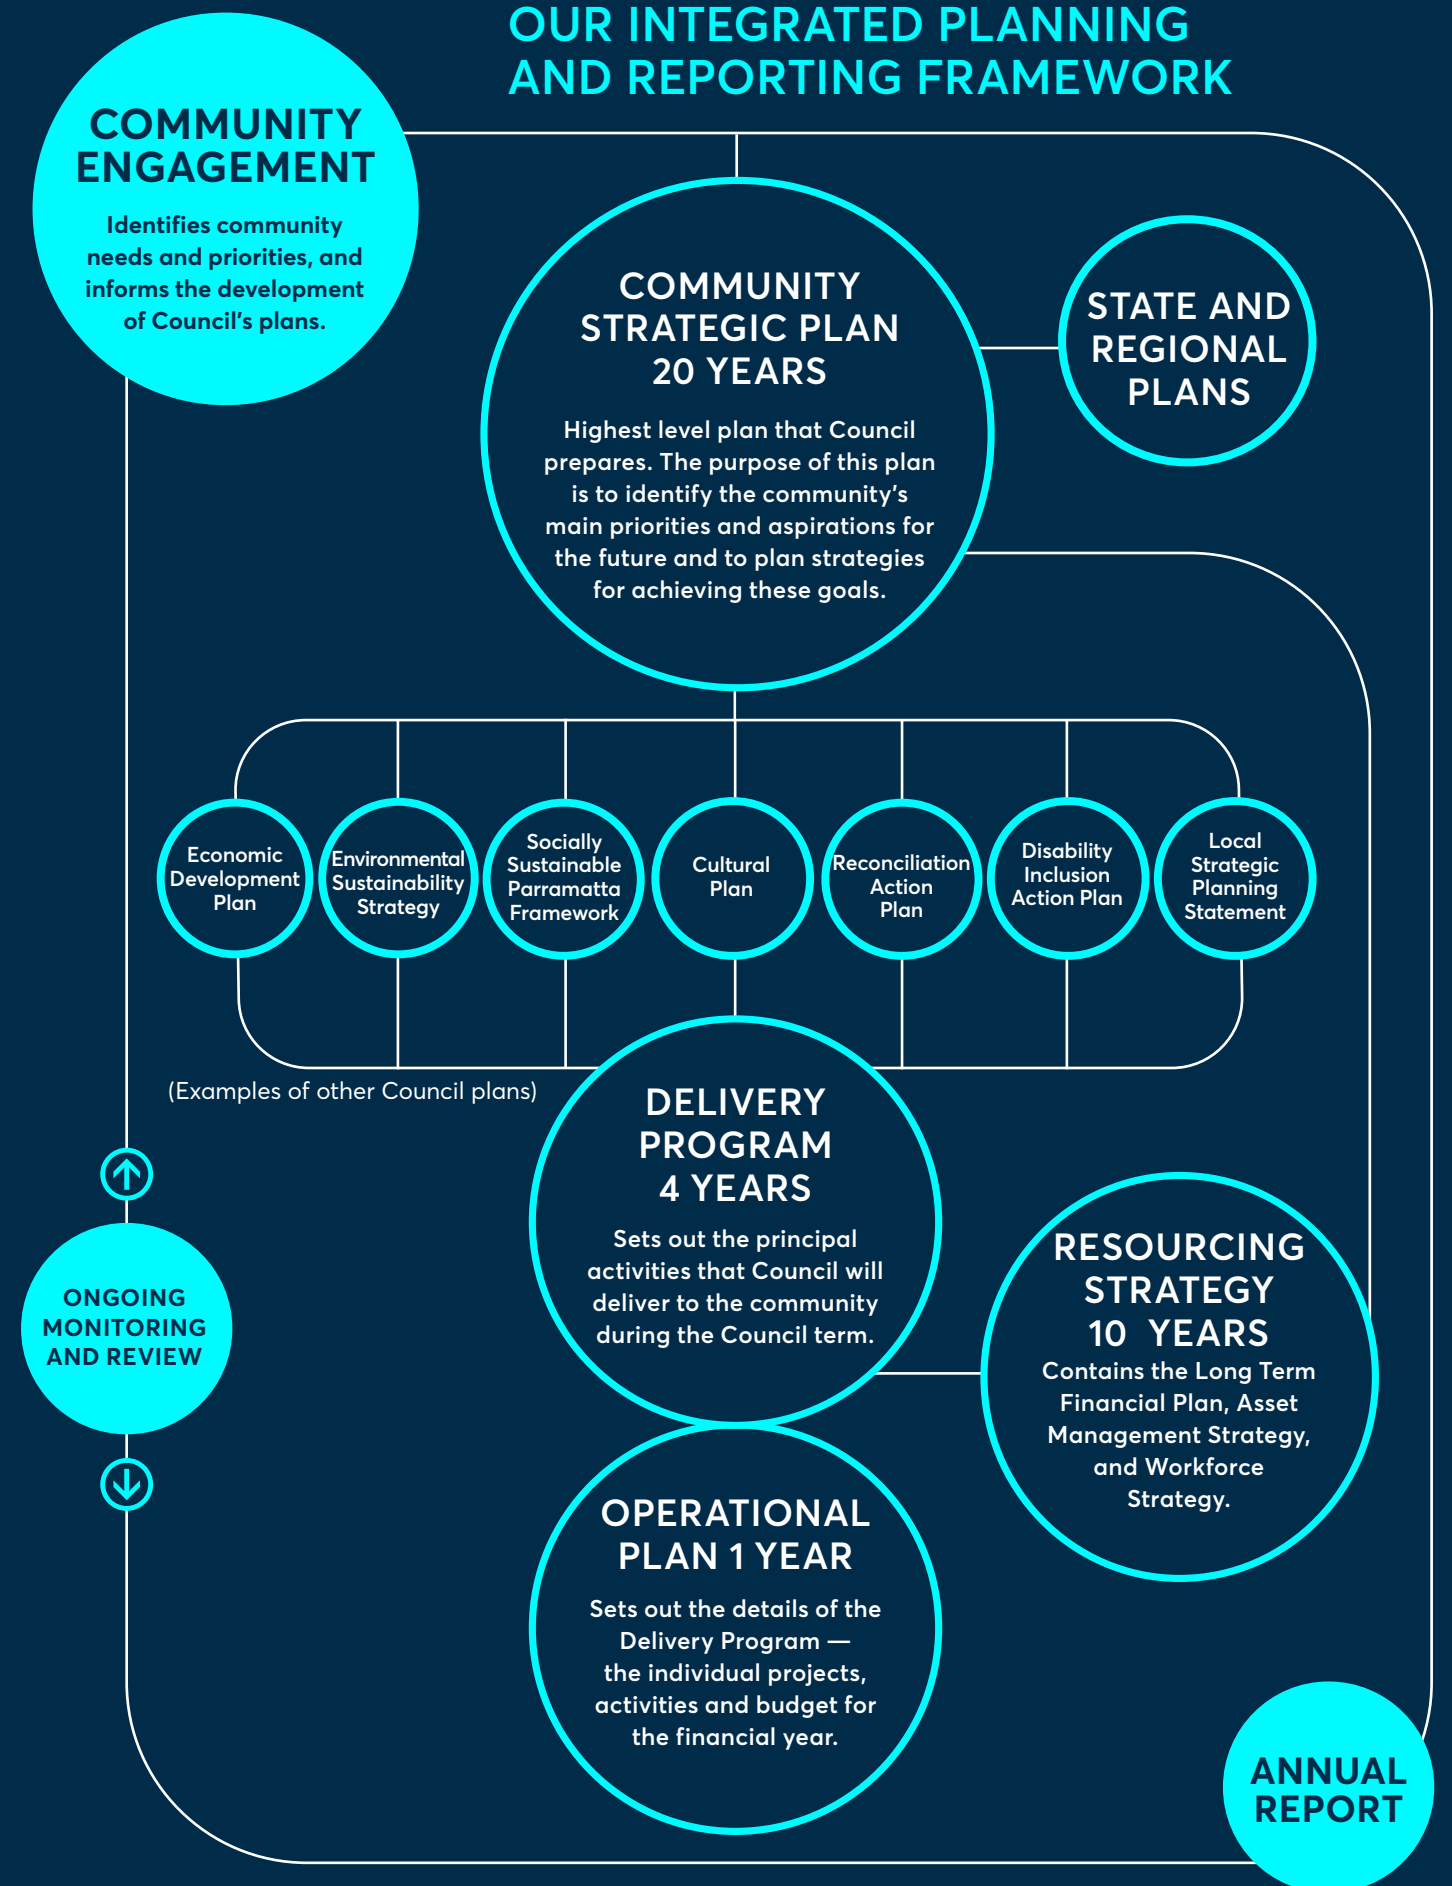 OUR INTEGRATED PLANNING
AND REPORTING FRAMEWORK
COMMUNITY
ENGAGEMENT
Identifies community
needs and priorities, and
informs the development
of Council's plans.
COMMUNITY
STRATEGIC PLAN
20 YEARS
Highest level plan that Council
prepares. The purpose of this plan
is to identify the community's
main priorities and aspirations for
the future and to plan strategies
for achieving these goals.
STATE AND
REGIONAL
PLANS
Economic
Development
Plan
Environmental
Sustainability
Strategy
Socially
Sustainable
Parramatta
Framework
Cultural
Plan
Reconciliation
Action
Plan
Disability
Inclusion
Action Plan
Local
Strategic
Planning
Statement
(Examples of other Council plans)
DELIVERY
PROGRAM
4 YEARS
Sets out the principal
activities that Council will
deliver to the community
during the Council term.
RESOURCING
STRATEGY
10 YEARS
Contains the Long Term
Financial Plan, Asset
Management Strategy,
and Workforce
Strategy.
ONGOING
MONITORING
AND REVIEW
OPERATIONAL
PLAN 1 YEAR
Sets out the details of the
Delivery Program —
the individual projects,
activities and budget for
the financial year.
ANNUAL
REPORT